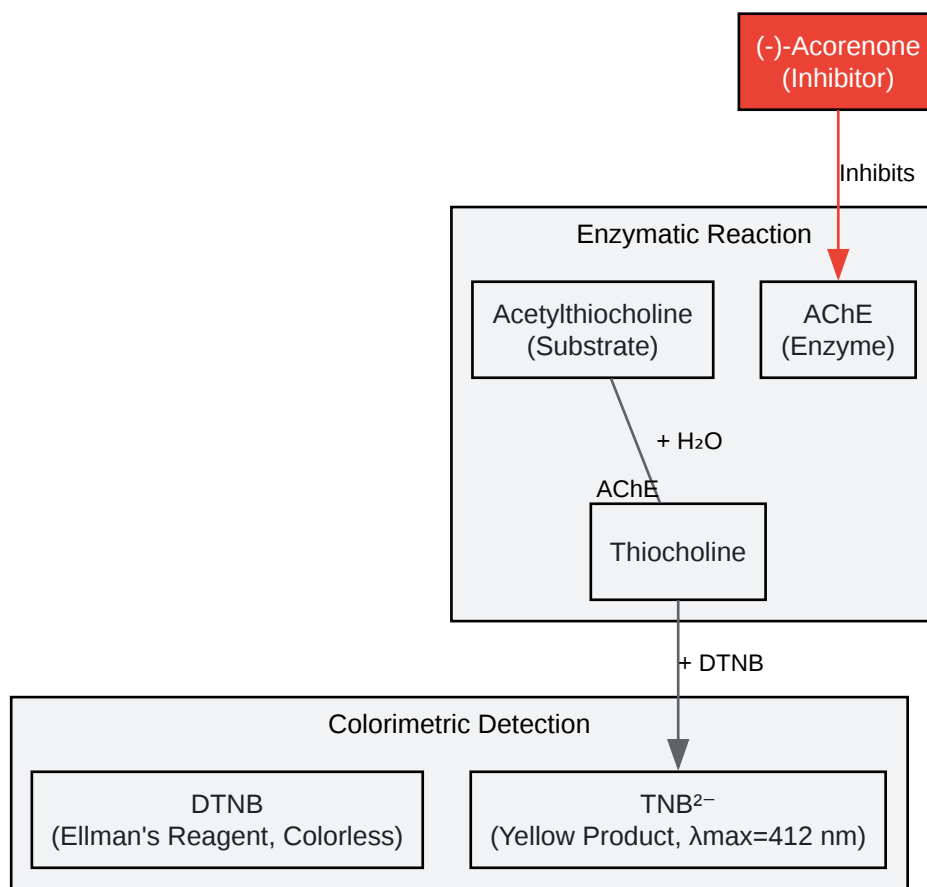 (-)-Acorenone
(Inhibitor)
Inhibits
Enzymatic Reaction
Acetylthiocholine
(Substrate)
AChE
(Enzyme)
+ H₂O
AChE
Thiocholine
+ DTNB
Colorimetric Detection
DTNB
(Ellman's Reagent, Colorless)
TNB²⁻
(Yellow Product, λmax=412 nm)